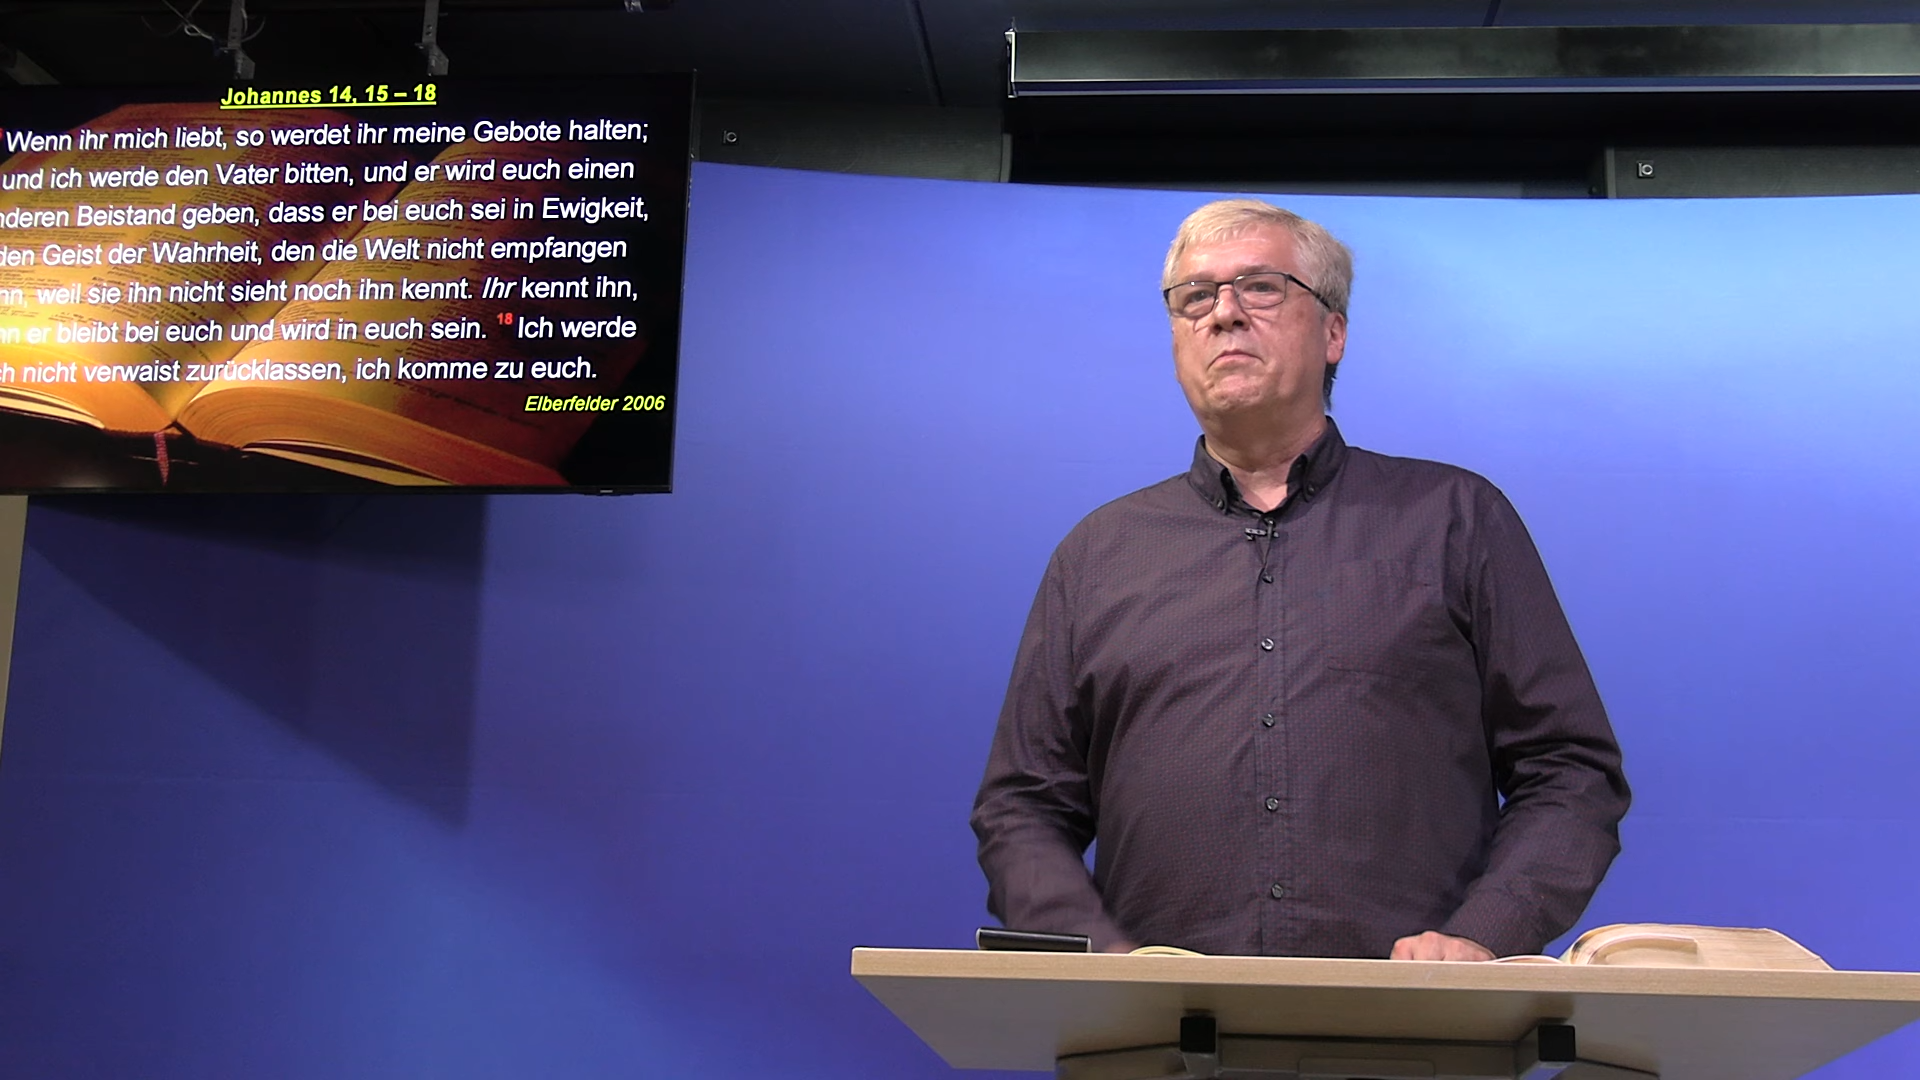 Johannes 14, 15 – 18
Wenn ihr mich liebt, so werdet ihr meine Gebote halten;
und ich werde den Vater bitten, und er wird euch einen
Beistand geben, dass er bei euch sei in Ewigkeit,
den Geist der Wahrheit, den die Welt nicht empfangen
weil sie ihn nicht sieht noch ihn kennt. Ihr kennt ihn,
er bleibt bei euch und wird in euch sein. 18 Ich werde
nicht verwaist zurücklassen, ich komme zu euch.
Elberfelder 2006